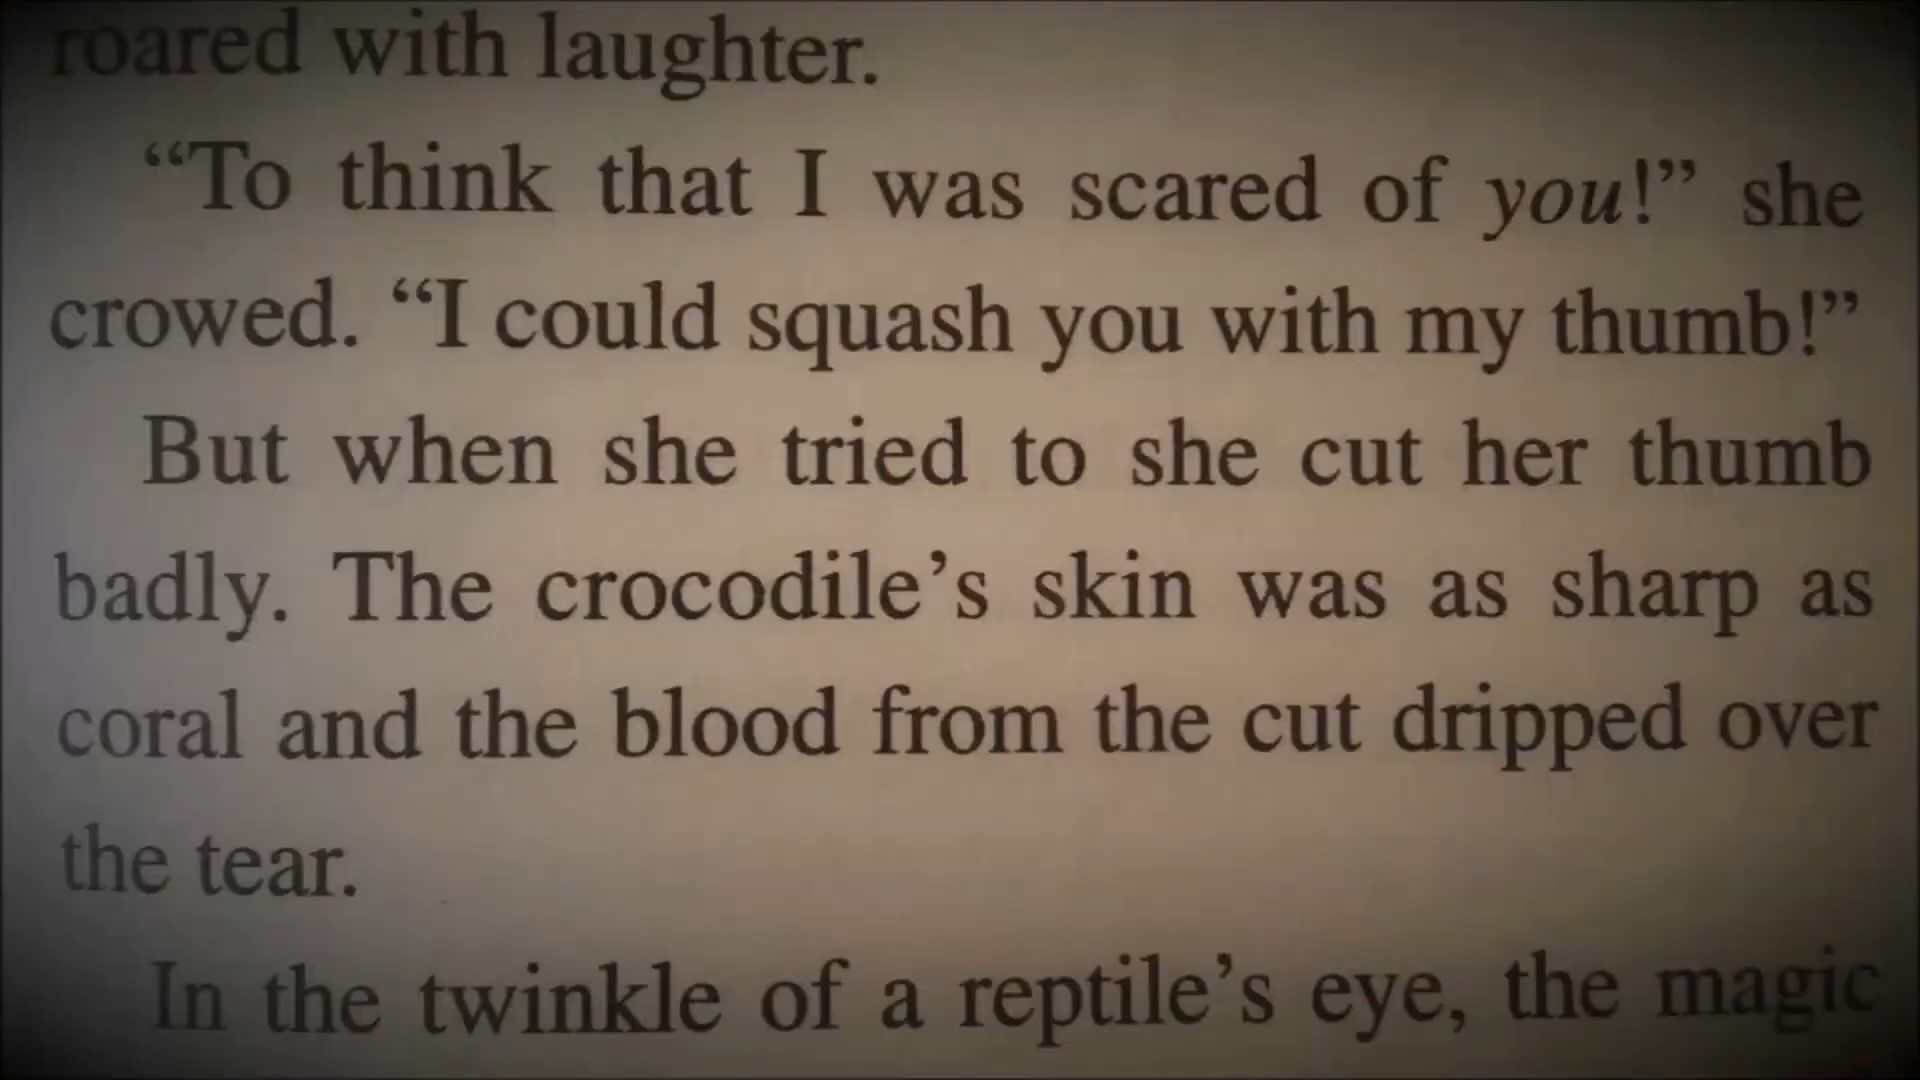 roared with laughter.
“To think that I was scared of you!” she
crowed. “I could squash you with my thumb!”
But when she tried to she cut her thumb
badly. The crocodile’s skin was as sharp as
coral and the blood from the cut dripped over
the tear.
In the twinkle of a reptile’s eye, the magic